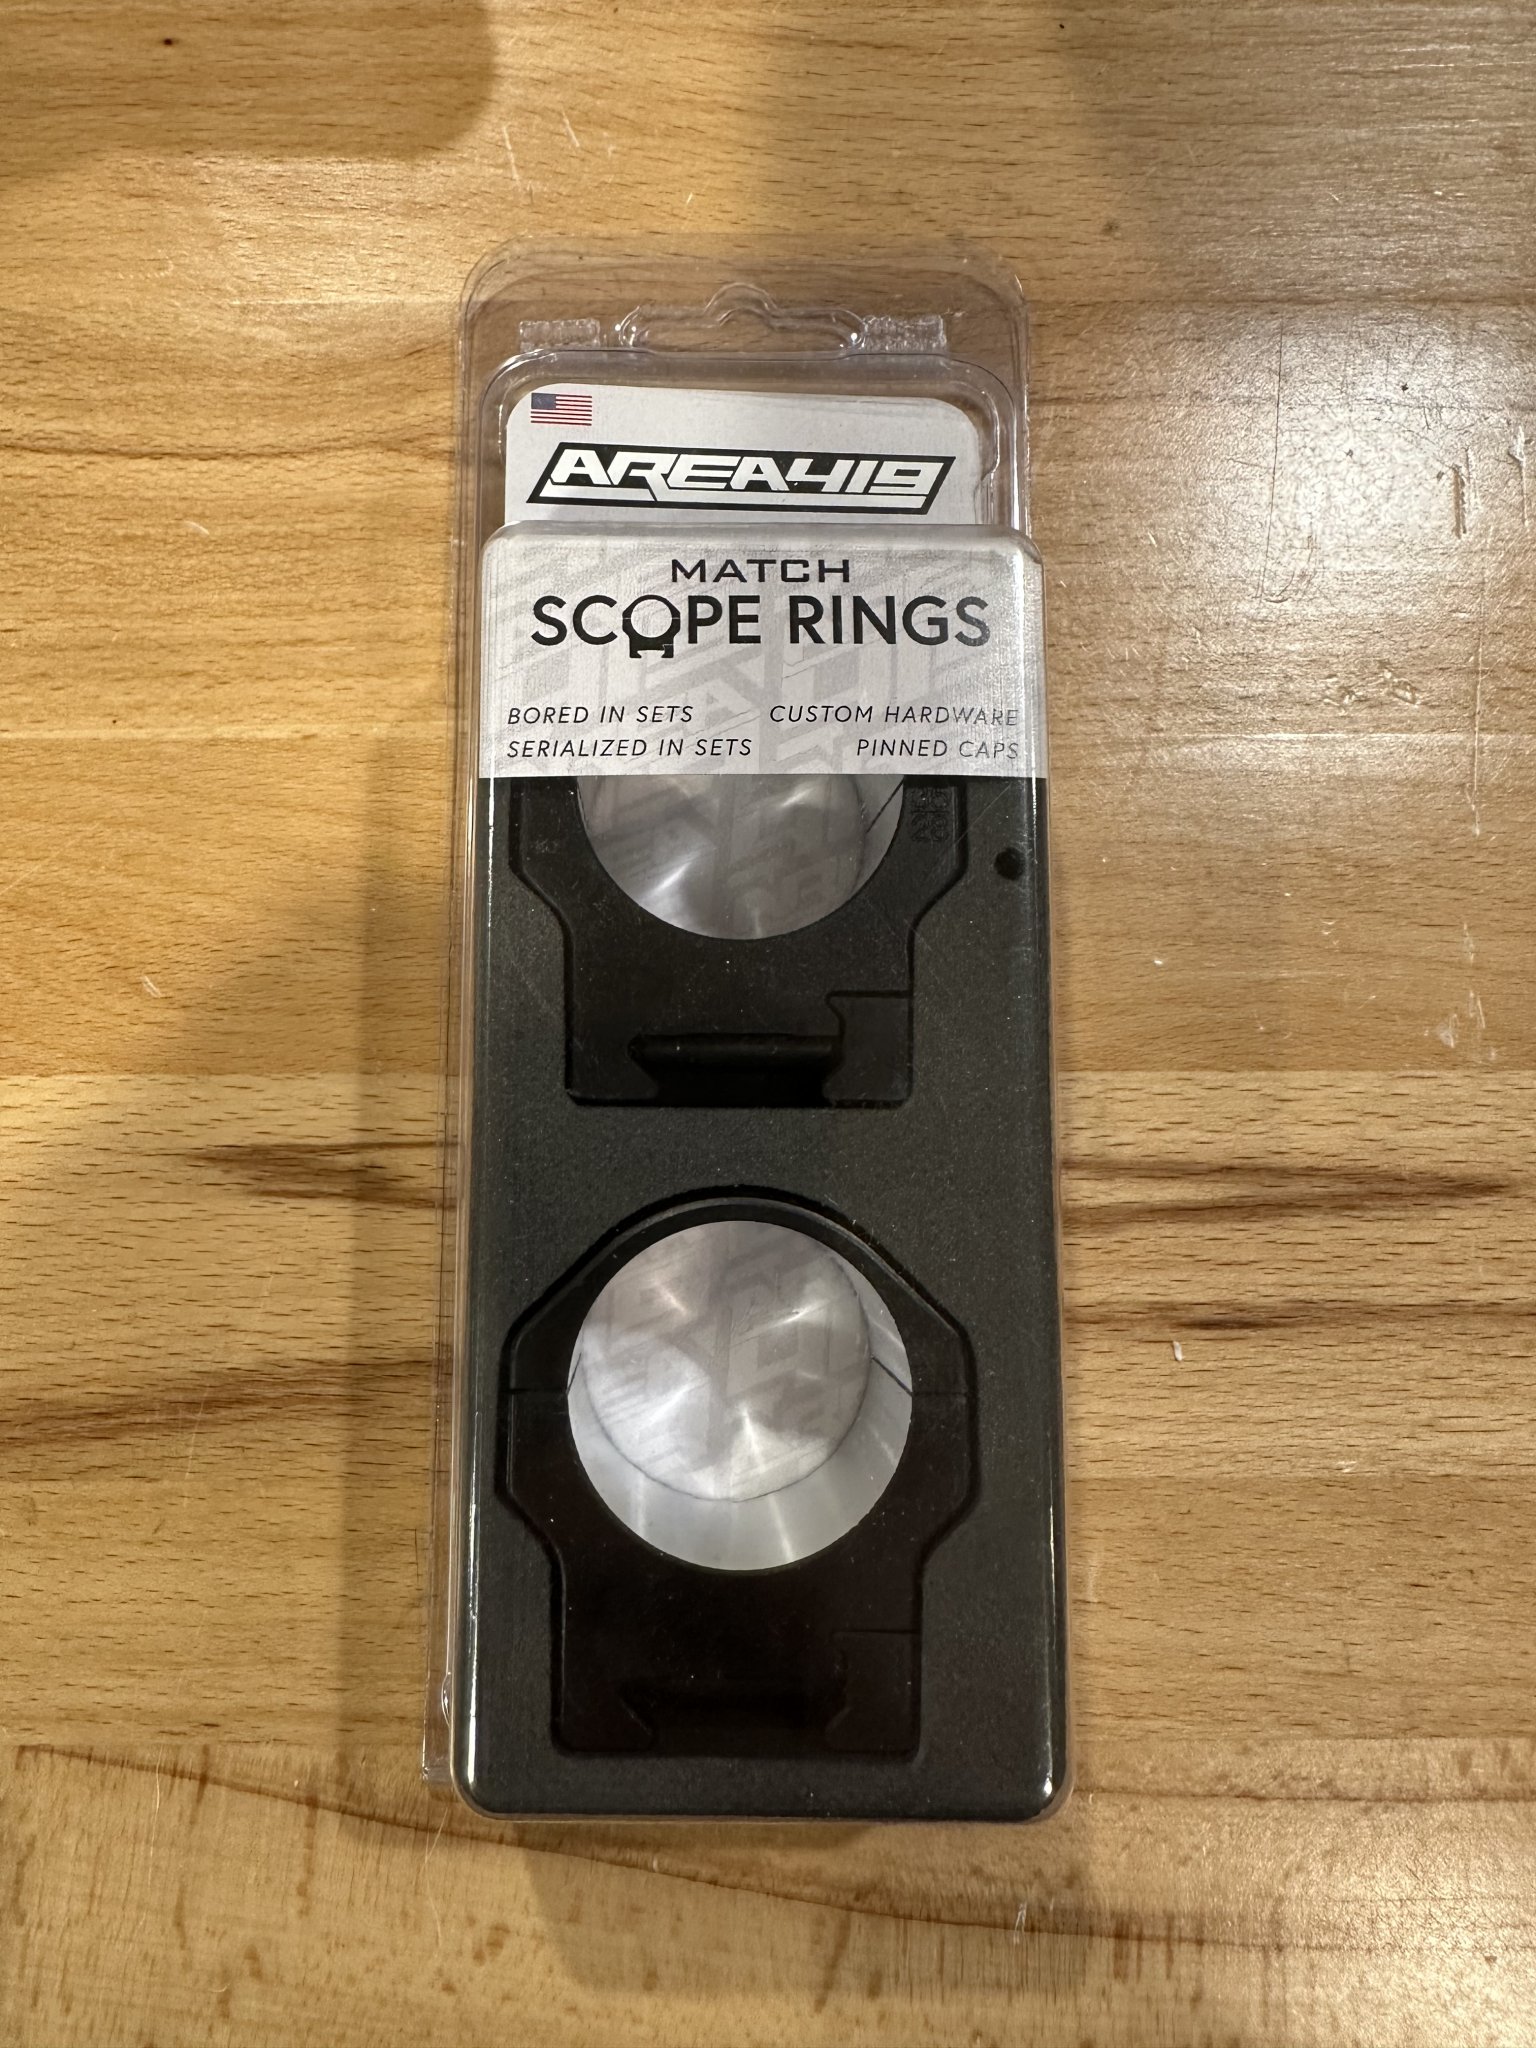 AREA419
MATCH
SCOPE RINGS
BORED IN SETS
CUSTOM HARDWARE
SERIALIZED IN SETS
PINNED CAPS